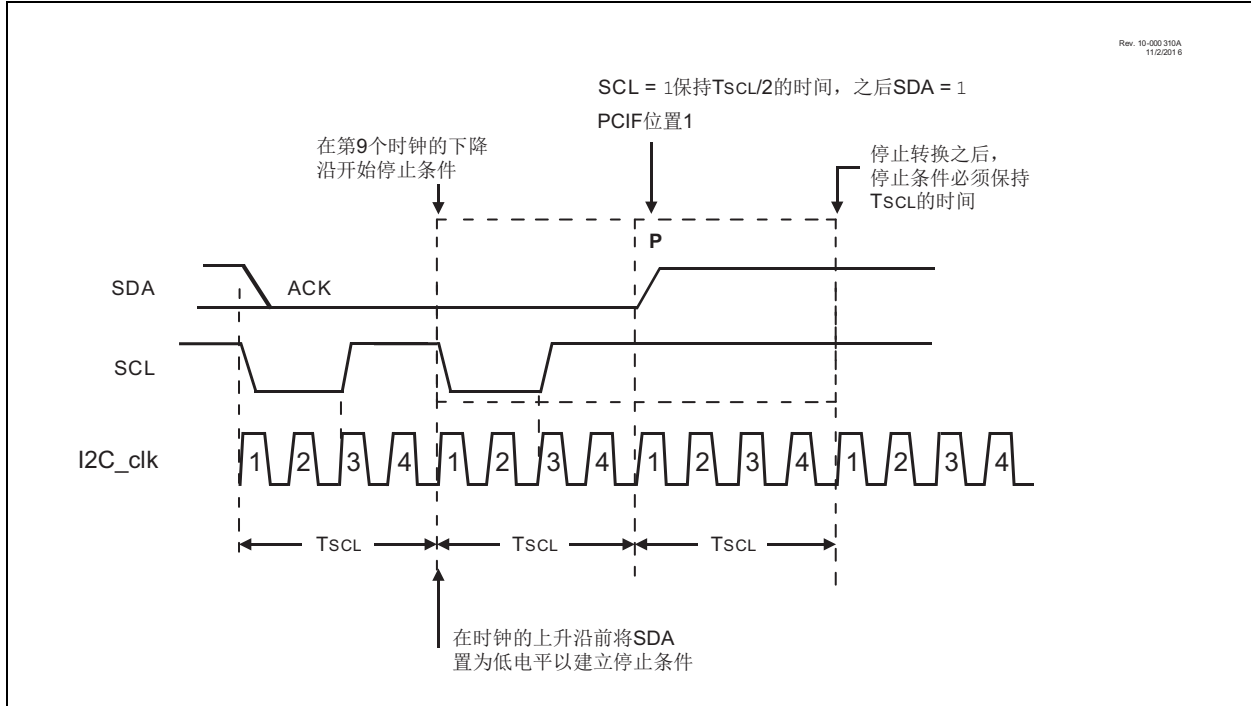 Rev. 10-000 310A
11/2/201 6
SCL = 1保持TSCL/2的时间，之后SDA = 1
PCIF位置1
在第9个时钟的下降
沿开始停止条件
停止转换之后，
停止条件必须保持
TSCL的时间
P
SDA
ACK
SCL
I2C_clk
1 2 3 4 1 2 3 4 1 2 3 4 1 2 3 4
TSCL TSCL TSCL
在时钟的上升沿前将SDA
置为低电平以建立停止条件